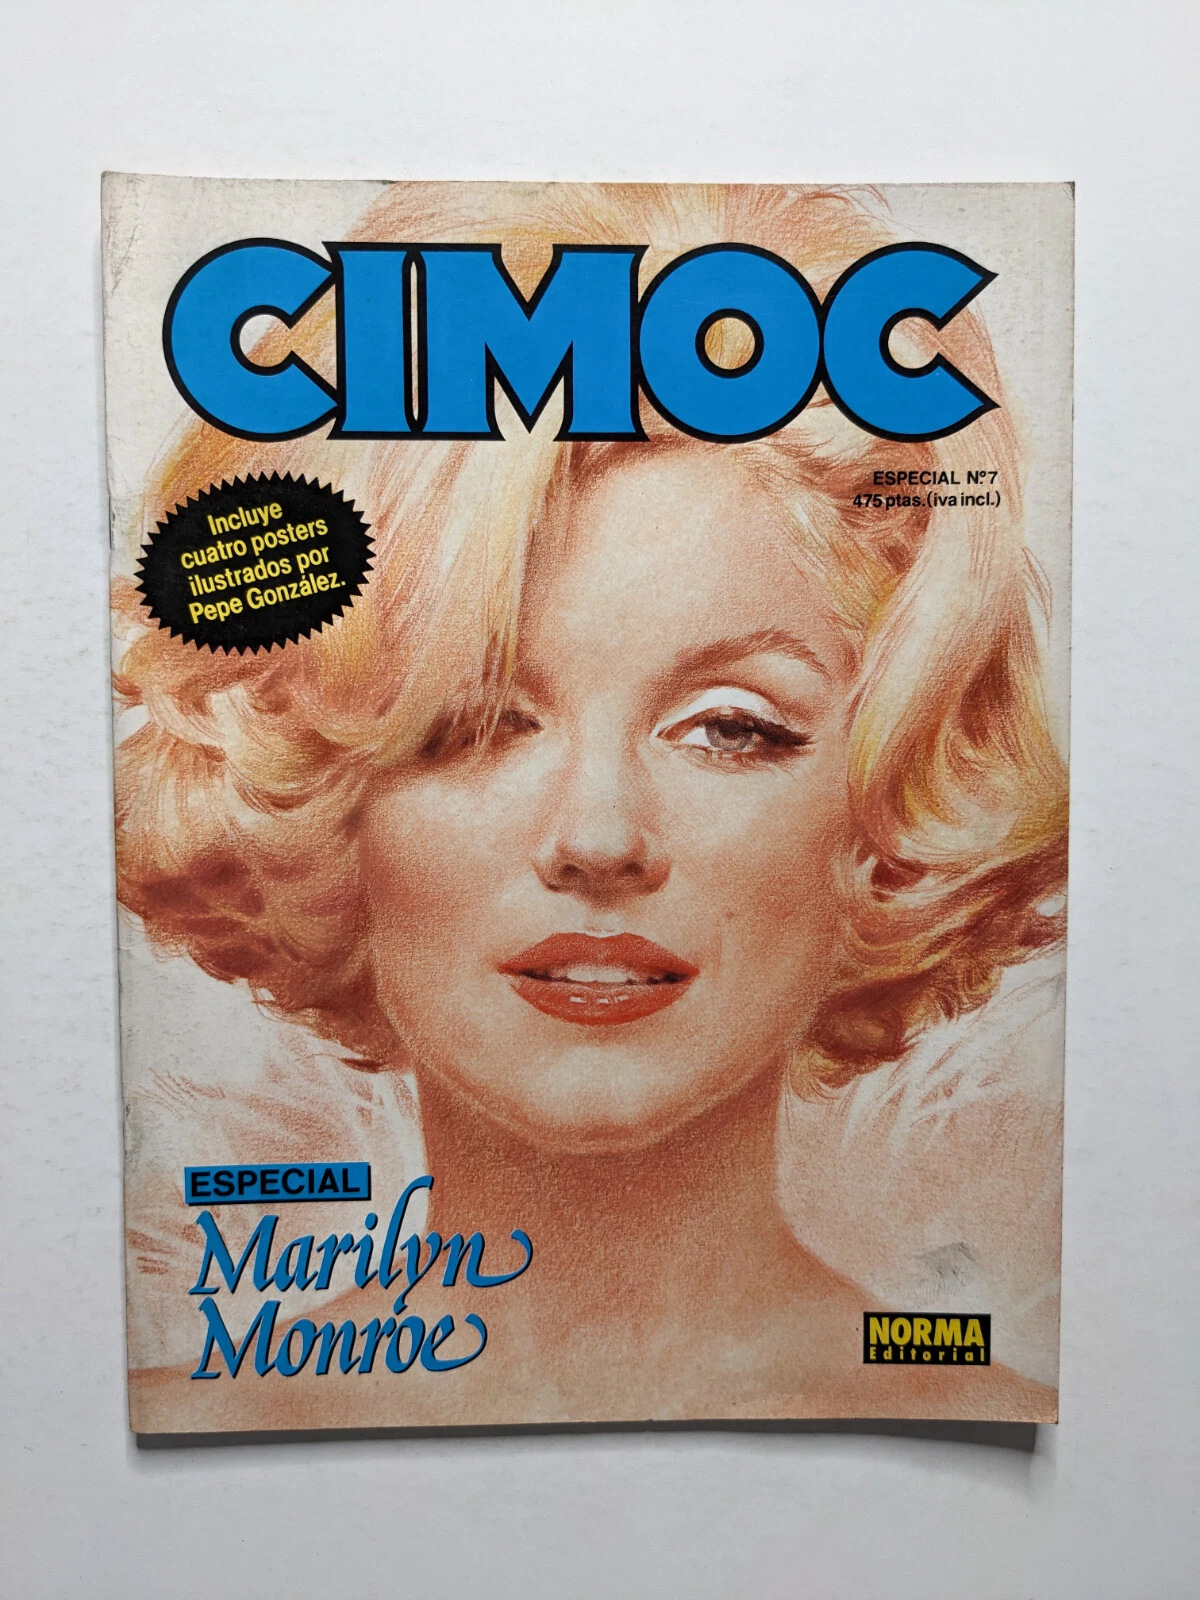 CIMOC
ESPECIAL Nº7
475 ptas. (iva incl.)
Incluye
cuatro posters
ilustrados por
Pepe González.
ESPECIAL
Marilyn
Monroe
NORMA
Editorial